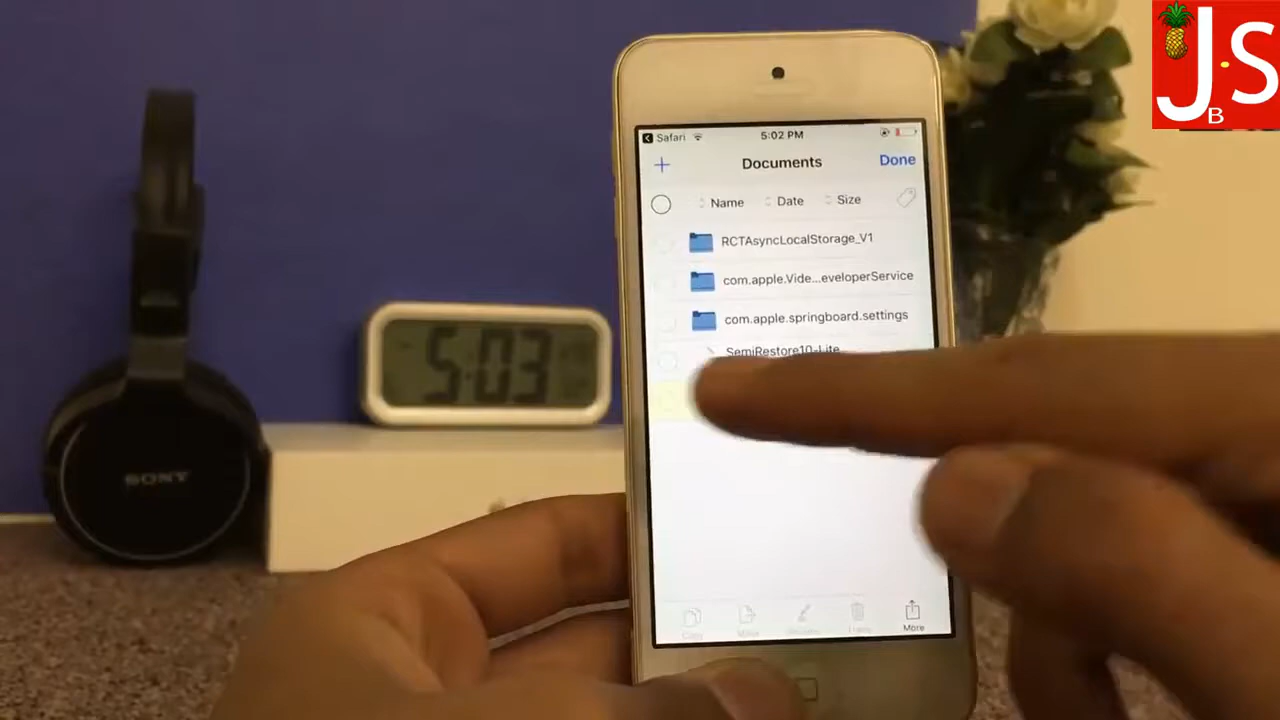 J.S
B
Safari
5:02 PM
Documents
Done
Name
Date
Size
RCTAsyncLocalStorage_V1
com.apple.Vide...eveloperService
com.apple.springboard.settings
SemiRestore10-Lite
5:03
SONY
Copy
More